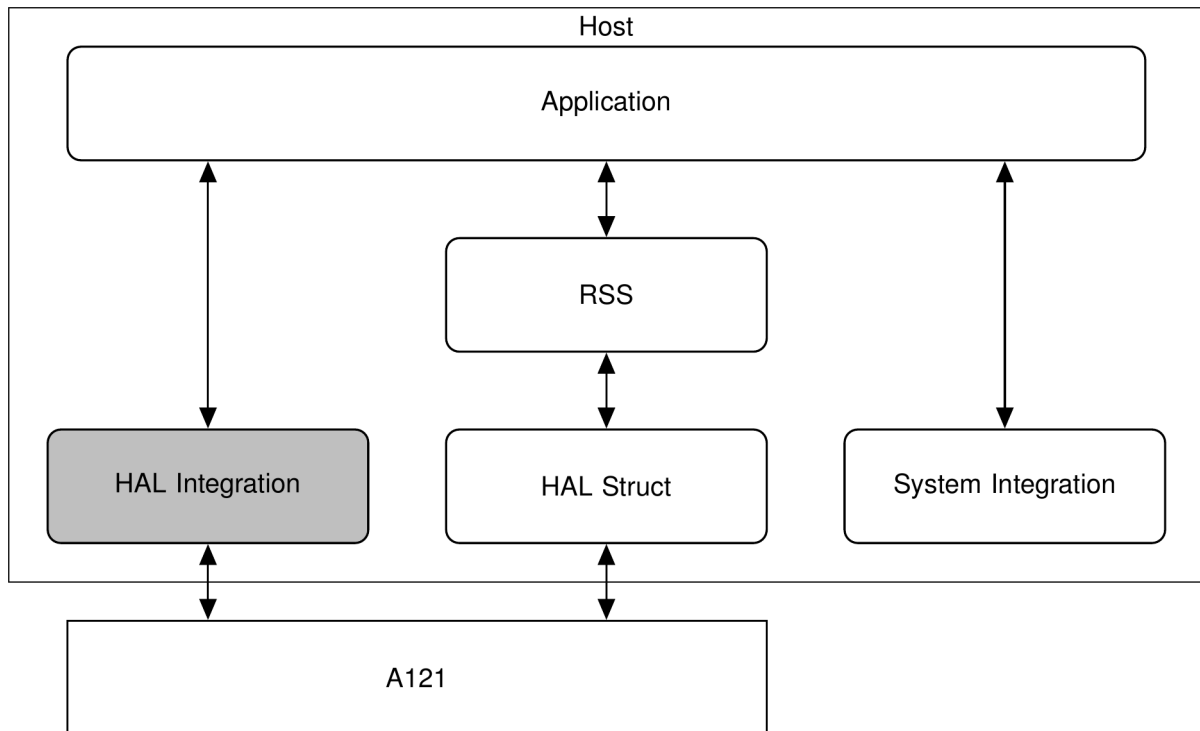 Host
Application
RSS
HAL Integration
HAL Struct
System Integration
A121